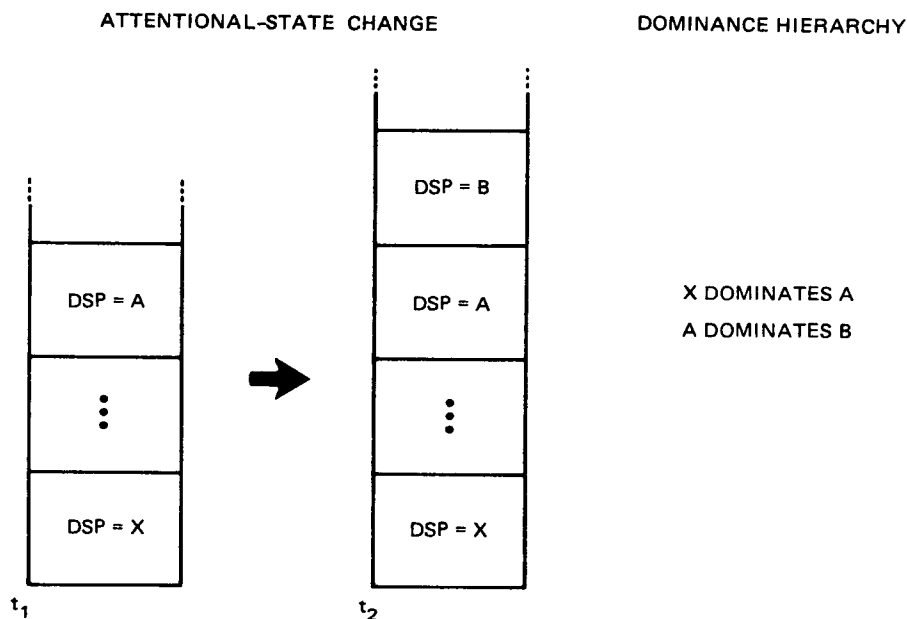 ATTENTIONAL-STATE CHANGE
DOMINANCE HIERARCHY
DSP = A
DSP = X
t1
DSP = B
DSP = A
DSP = X
t2
X DOMINATES A
A DOMINATES B